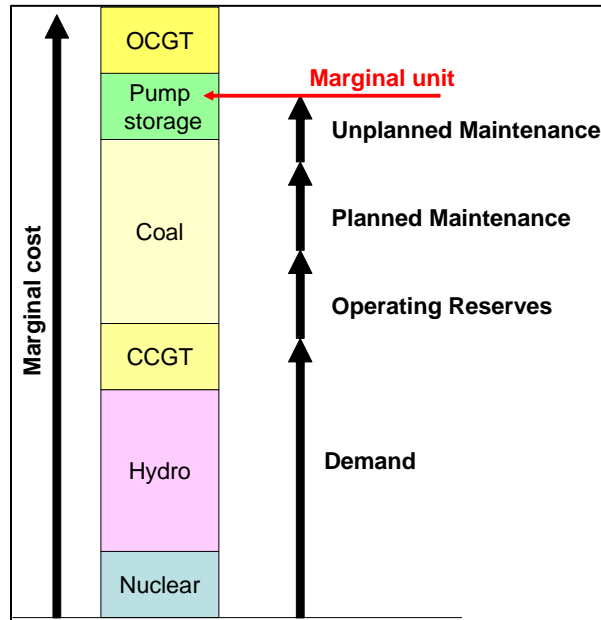 OCGT
Marginal unit
Pump
storage
Unplanned Maintenance
Planned Maintenance
Coal
Marginal cost
Operating Reserves
CCGT
Demand
Hydro
Nuclear